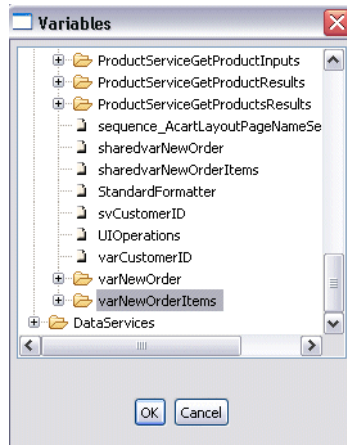 Variables
ProductServiceGetProductInputs
ProductServiceGetProductResults
ProductServiceGetProductsResults
sequence_AcartLayoutPageNameSe
sharedvarNewOrder
sharedvarNewOrderItems
StandardFormatter
svCustomerID
UIOperations
varCustomerID
varNewOrder
varNewOrderItems
DataServices
OK Cancel